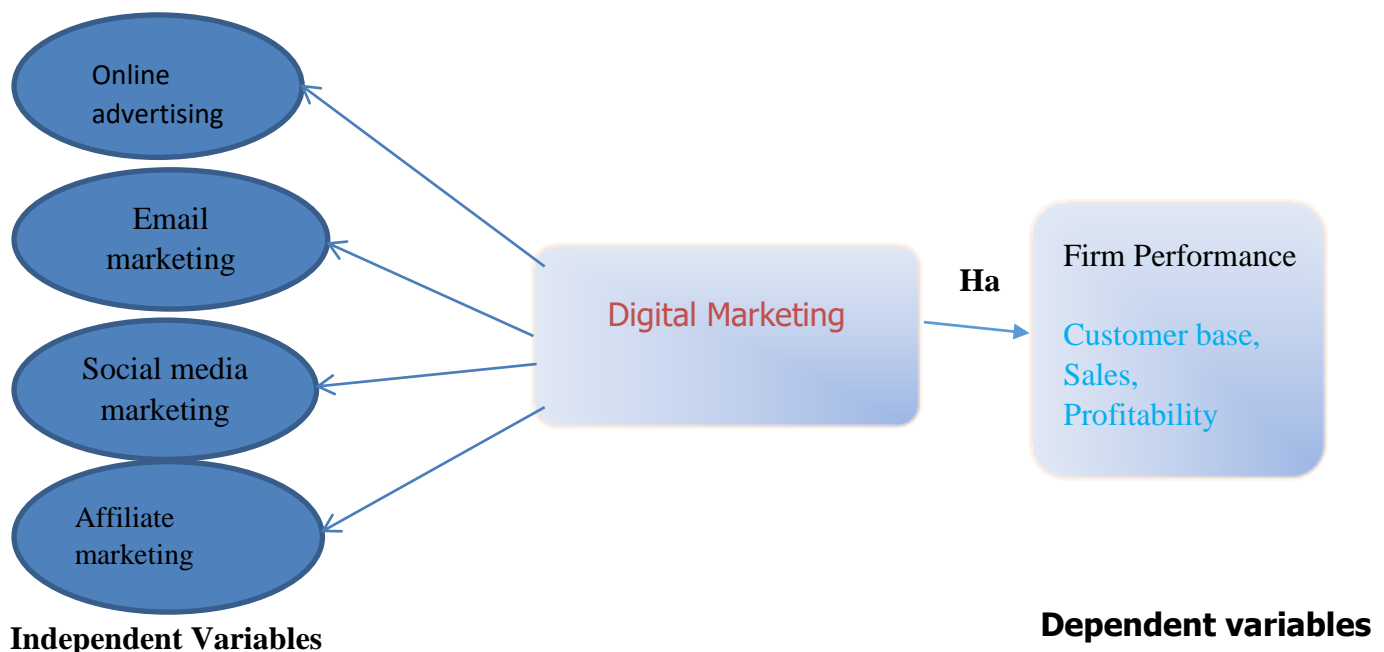 Online
advertising
Email
marketing
Social media
marketing
Affiliate
marketing
Independent Variables
Digital Marketing
Ha
Firm Performance
Customer base,
Sales,
Profitability
Dependent variables